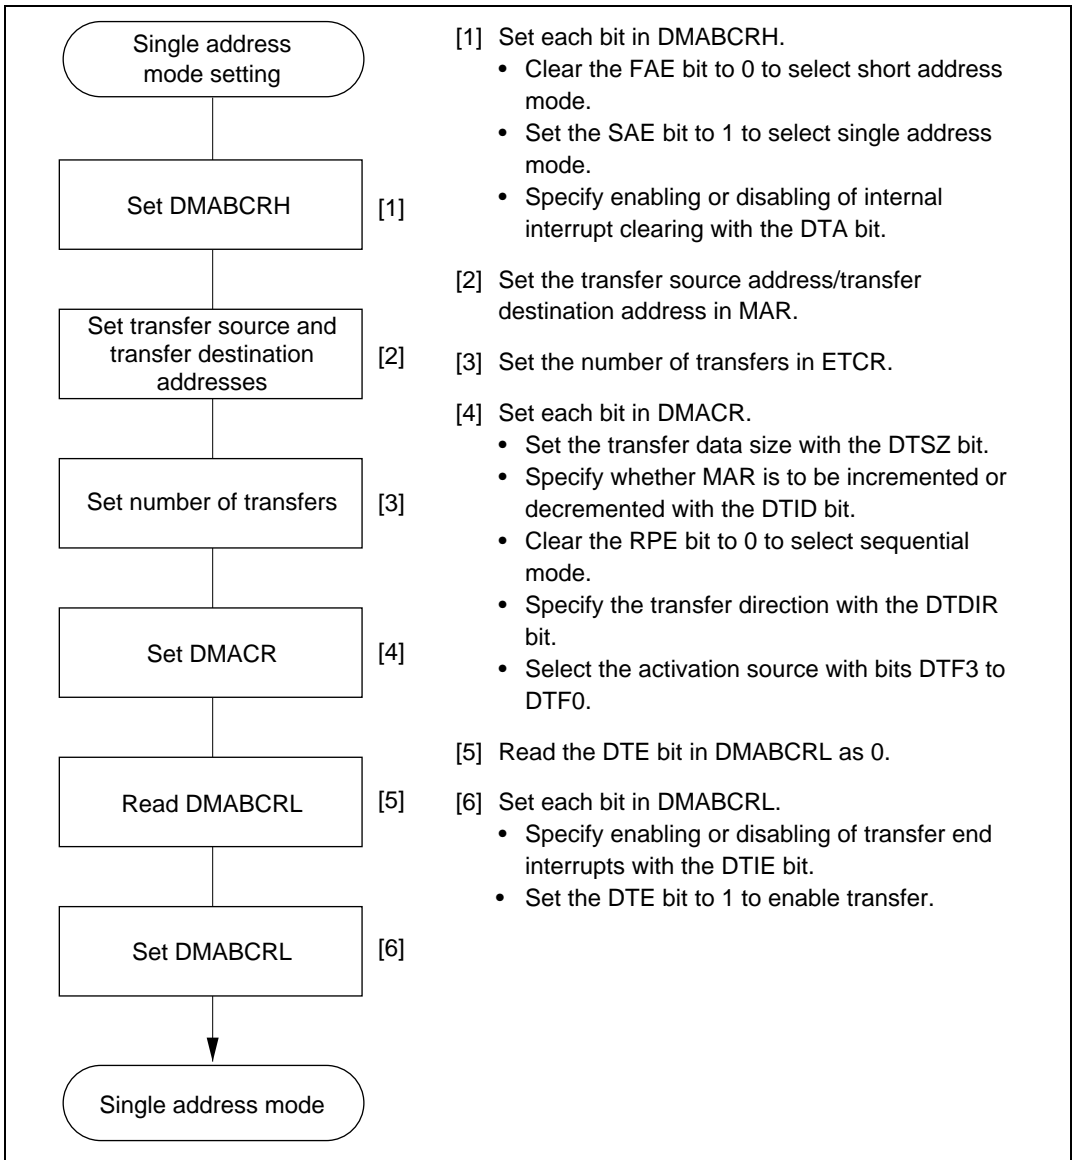 Single address
mode setting
Set DMABCRH [1]
Set transfer source and
transfer destination
addresses
[2]
Set number of transfers [3]
Set DMACR [4]
Read DMABCRL [5]
Set DMABCRL [6]
Single address mode
[1] Set each bit in DMABCRH.
• Clear the FAE bit to 0 to select short address
mode.
• Set the SAE bit to 1 to select single address
mode.
• Specify enabling or disabling of internal
interrupt clearing with the DTA bit.
[2] Set the transfer source address/transfer
destination address in MAR.
[3] Set the number of transfers in ETCR.
[4] Set each bit in DMACR.
• Set the transfer data size with the DTSZ bit.
• Specify whether MAR is to be incremented or
decremented with the DTID bit.
• Clear the RPE bit to 0 to select sequential
mode.
• Specify the transfer direction with the DTDIR
bit.
• Select the activation source with bits DTF3 to
DTF0.
[5] Read the DTE bit in DMABCRL as 0.
[6] Set each bit in DMABCRL.
• Specify enabling or disabling of transfer end
interrupts with the DTIE bit.
• Set the DTE bit to 1 to enable transfer.